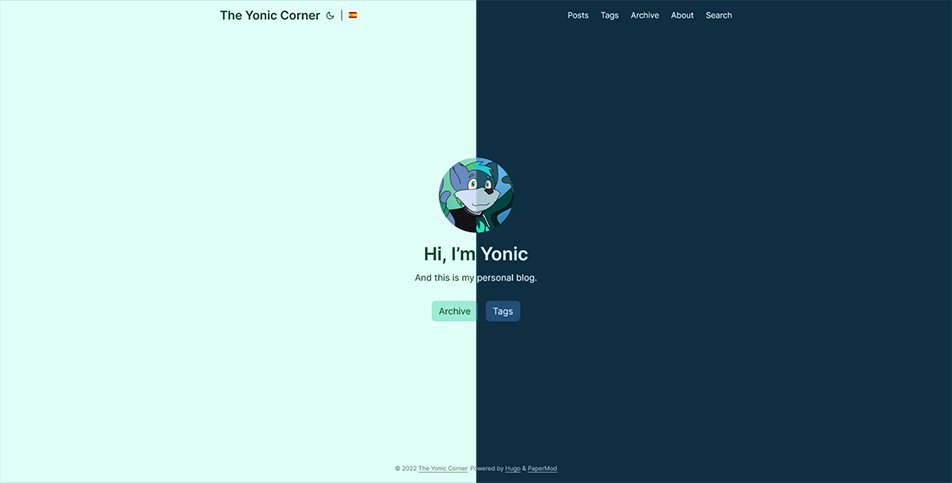 The Yonic Corner | Posts Tags Archive About Search
Hi, I'm Yonic
And this is my personal blog.
Archive Tags
© 2022 The Yonic Corner Powered by Hugo & PaperMod